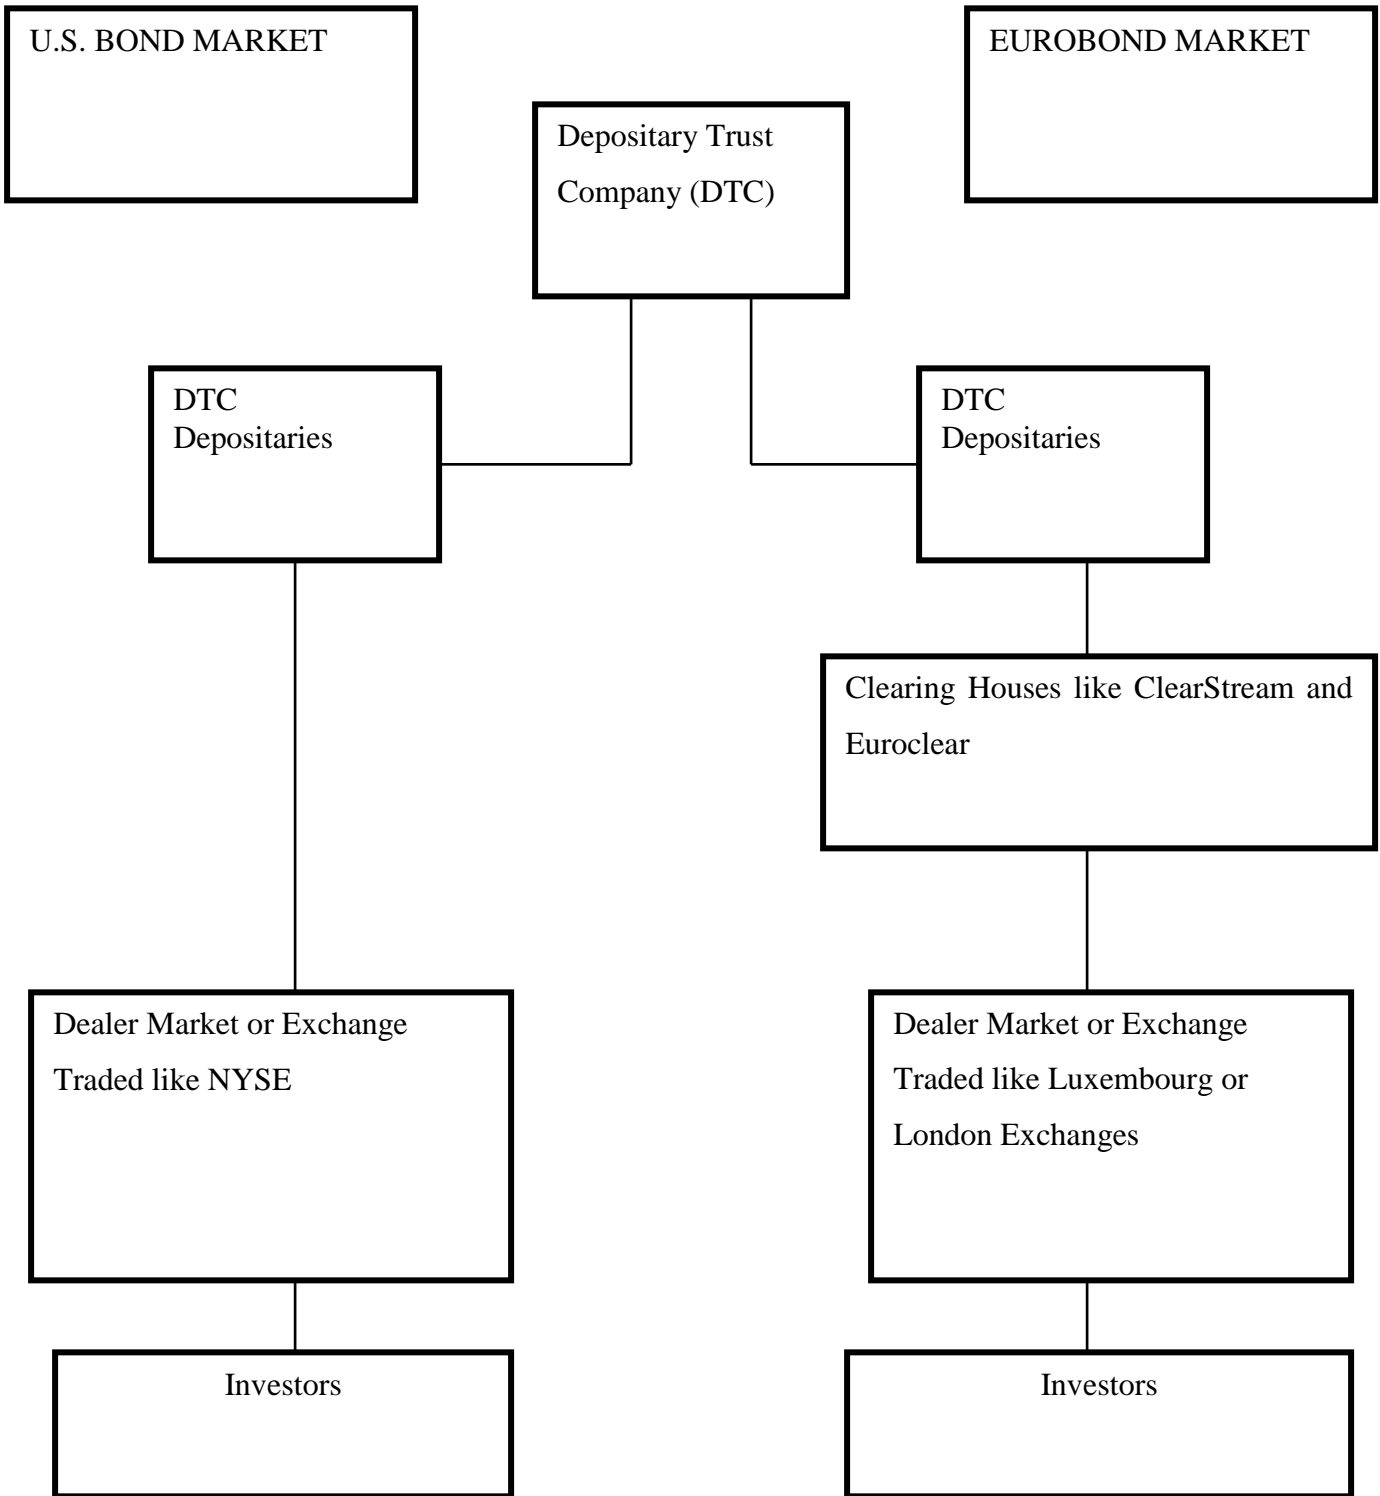 U.S. BOND MARKET
EUROBOND MARKET
Depositary Trust
Company (DTC)
DTC
Depositaries
DTC
Depositaries
Clearing Houses like ClearStream and
Euroclear
Dealer Market or Exchange
Traded like NYSE
Dealer Market or Exchange
Traded like Luxembourg or
London Exchanges
Investors
Investors